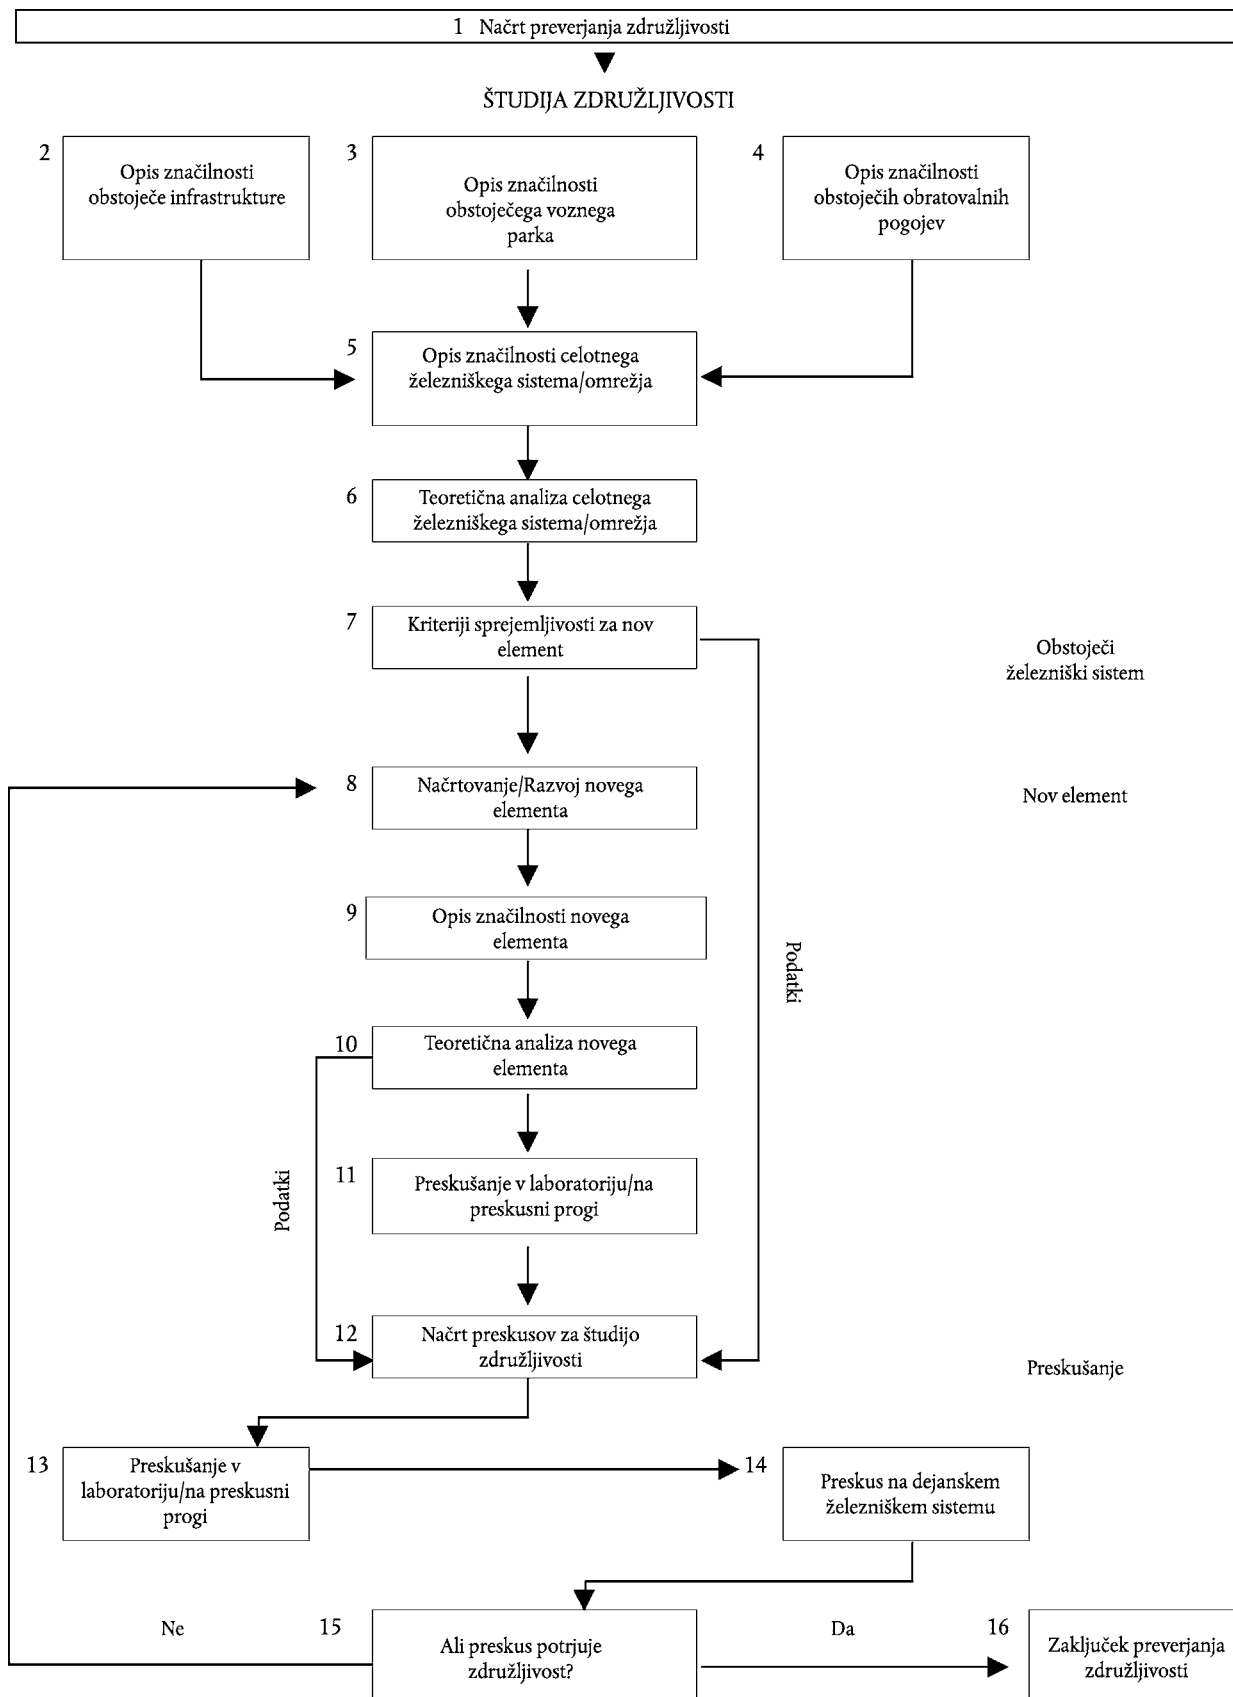 1 Načrt preverjanja združljivosti
ŠTUDIJA ZDRUŽLJIVOSTI
2
Opis značilnosti
obstoječe infrastrukture
3
Opis značilnosti
obstoječega voznega
parka
4
Opis značilnosti
obstoječih obratovalnih
pogojev
5
Opis značilnosti celotnega
železniškega sistema/omrežja
6
Teoretična analiza celotnega
železniškega sistema/omrežja
7
Kriteriji sprejemljivosti za nov
element
Obstoječi
železniški sistem
8
Načrtovanje/Razvoj novega
elementa
Nov element
9
Opis značilnosti novega
elementa
Podatki
10
Teoretična analiza novega
elementa
Podatki
11
Preskušanje v laboratoriju/na
preskusni progi
12
Načrt preskusov za študijo
združljivosti
Preskušanje
13
Preskušanje v
laboratoriju/na preskusni
progi
14
Preskus na dejanskem
železniškem sistemu
Ne
15
Ali preskus potrjuje
združljivost?
Da
16
Zaključek preverjanja
združljivosti